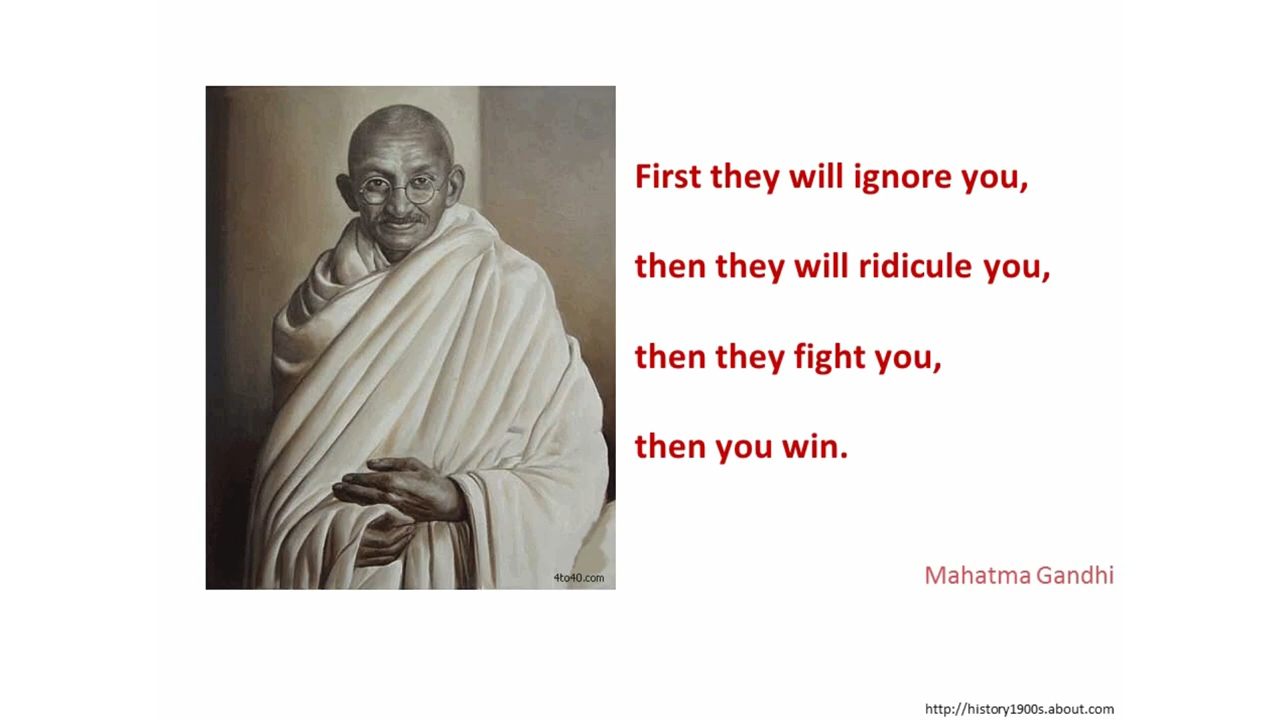 First they will ignore you,
then they will ridicule you,
then they fight you,
then you win.
Mahatma Gandhi
4to40.com
http://history1900s.about.com